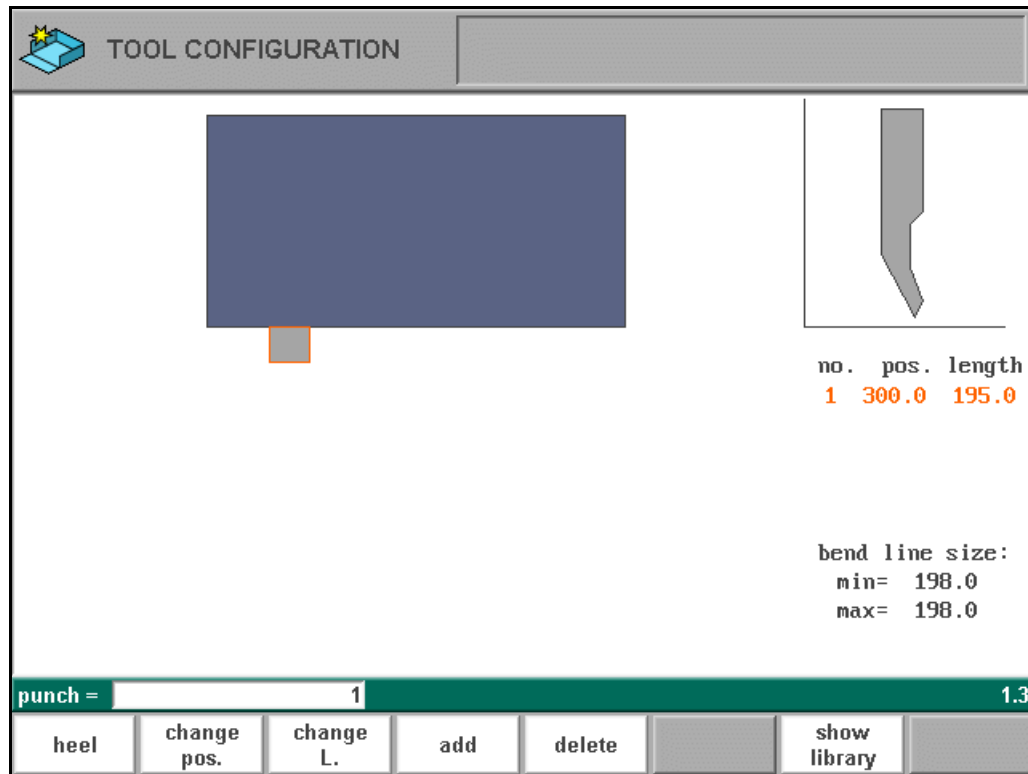 TOOL CONFIGURATION
no. pos. length
1 300.0 195.0
bend line size:
min= 198.0
max= 198.0
punch = 1
1.3
heel
change
pos.
change
L.
add
delete
show
library